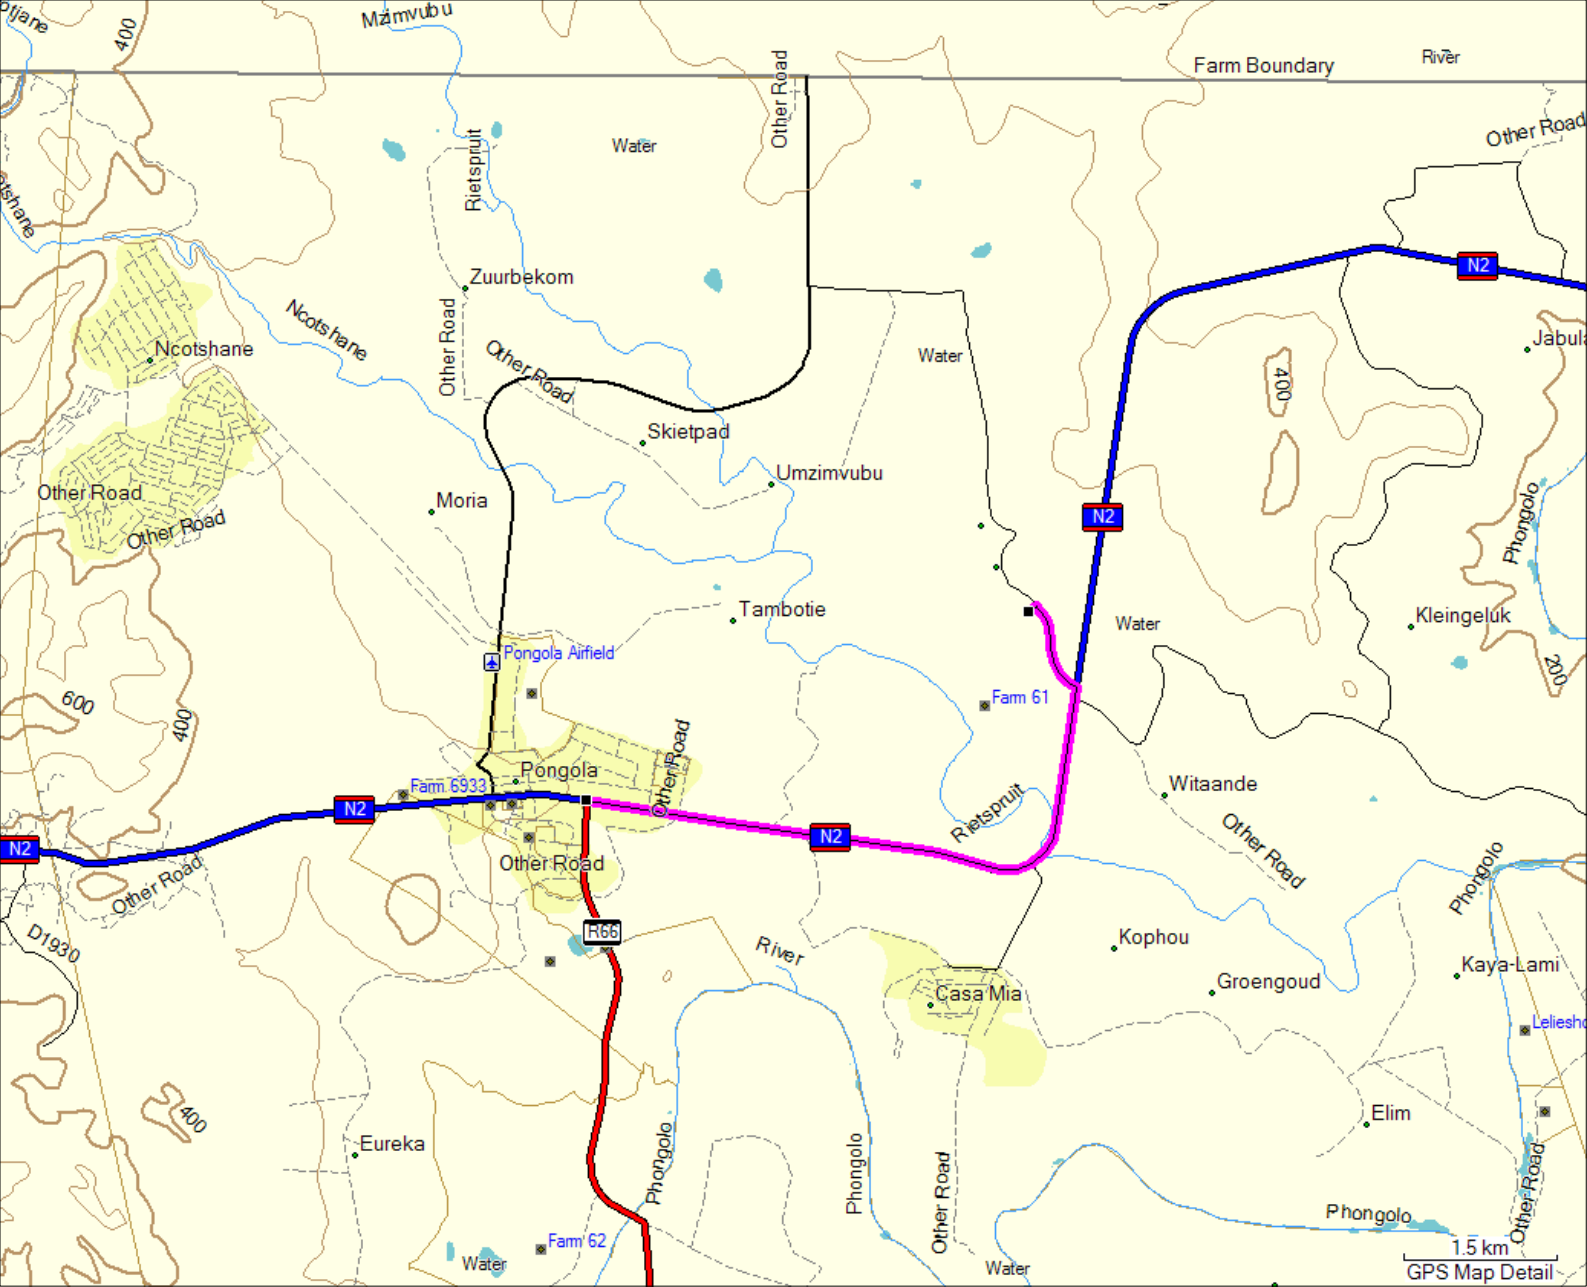 otjane
400
Mzimvubu
Other Road
Farm Boundary
River
Other Road
Water
Rietspruit
otshane
Zuurbekom
N2
Ncotshane
Other Road
Ncotshane
Other Road
Water
Jabula
400
Skietpad
Umzimvubu
Other Road
Moria
Other Road
N2
Phongolo
Tambotie
Water
Kleingeluk
Pongola Airfield
600
400
Farm 61
200
Other Road
Pongola
Farm 6933
Witaande
N2
N2
N2
Rietspruit
Other Road
Other Road
Other Road
Phongolo
D1930
R66
River
Kophou
Kaya-Lami
Groengoud
Casa Mia
Leliesho
400
Elim
Eureka
Phongolo
Phongolo
Other Road
Other Road
Phongolo
Farm 62
Water
Water
1.5 km
GPS Map Detail